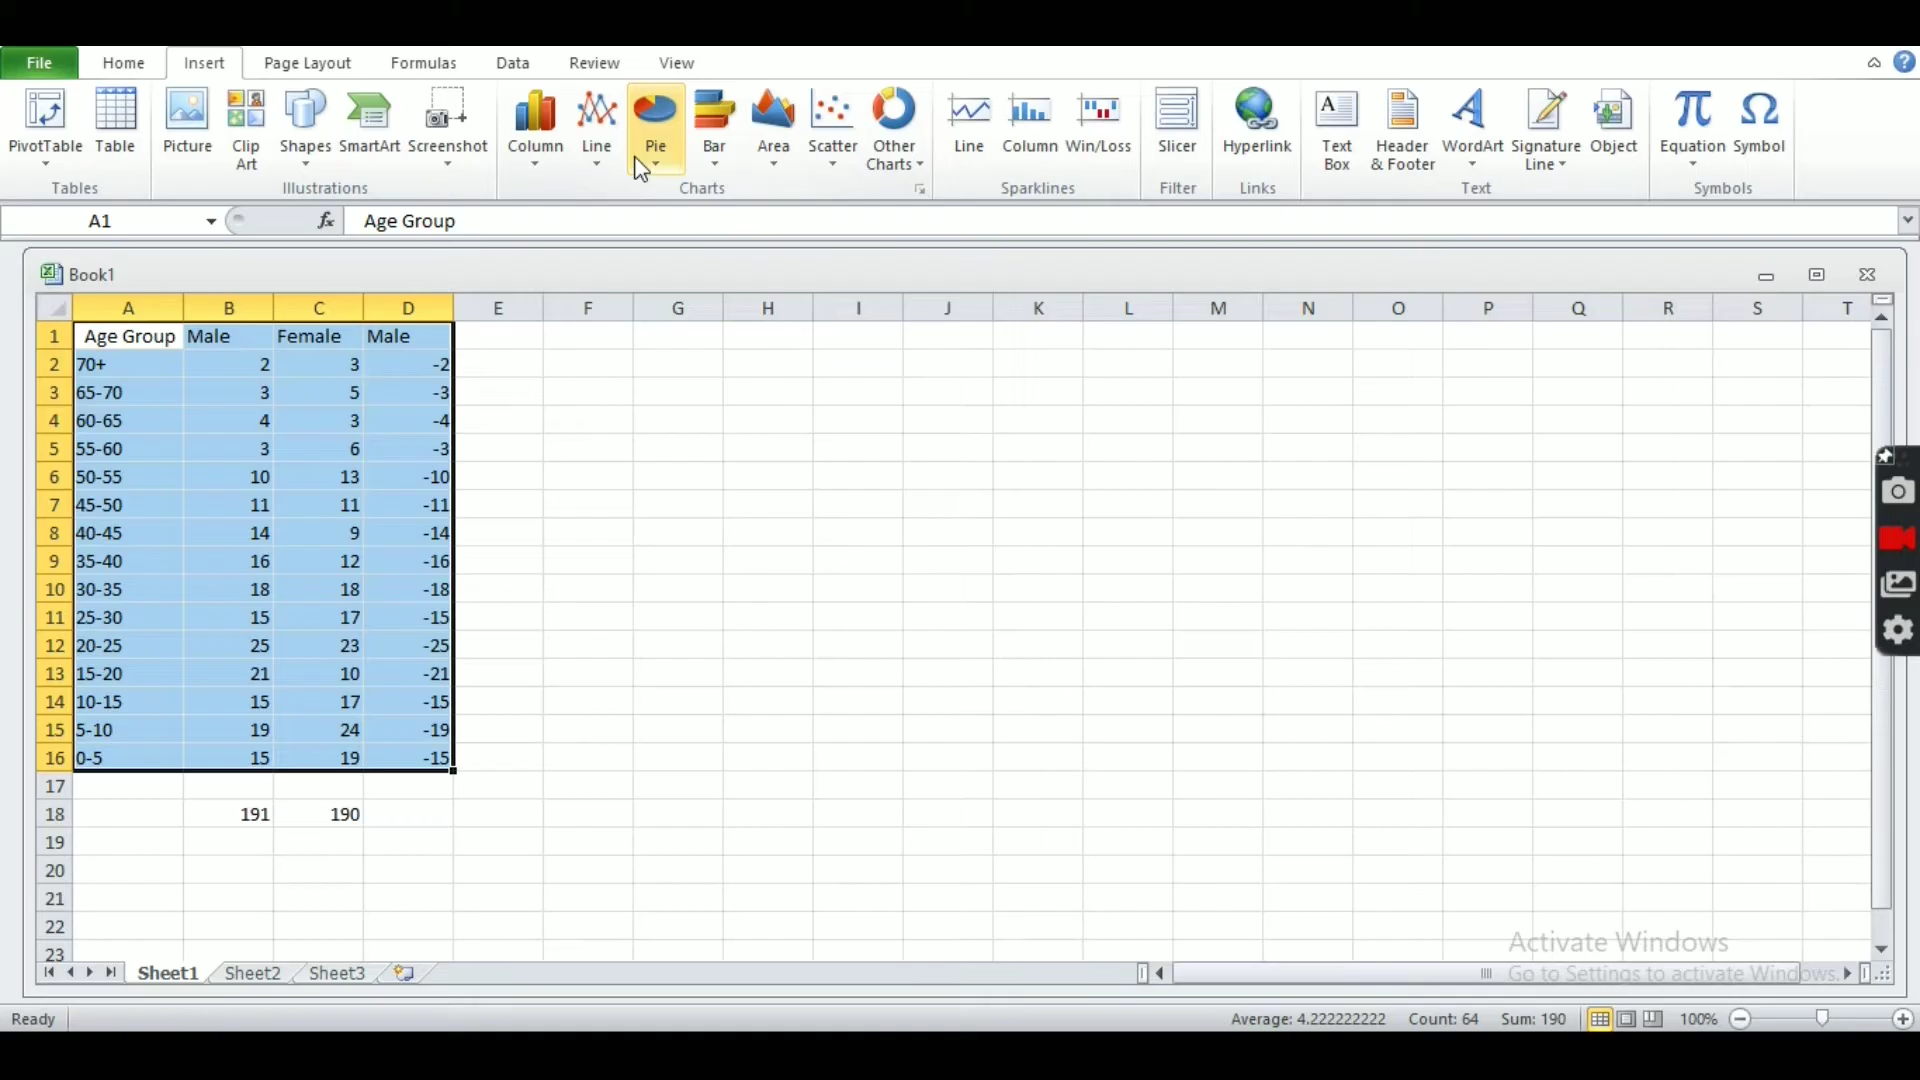 File Home Insert Page Layout Formulas Data Review View
PivotTable Table Picture Clip Art Shapes SmartArt Screenshot Column Line Pie Bar Area Scatter Other Charts Line Column Win/Loss Slicer Hyperlink Text Box Header & Footer WordArt Signature Line Object Equation Symbol
Tables Illustrations Charts Sparklines Filter Links Text Symbols
A1 fx Age Group
Book1
A B C D E F G H I J K L M N O P Q R S T
1 Age Group Male Female Male
2 70+ 2 3 -2
3 65-70 3 5 -3
4 60-65 4 3 -4
5 55-60 3 6 -3
6 50-55 10 13 -10
7 45-50 11 11 -11
8 40-45 14 9 -14
9 35-40 16 12 -16
10 30-35 18 18 -18
11 25-30 15 17 -15
12 20-25 25 23 -25
13 15-20 21 10 -21
14 10-15 15 17 -15
15 5-10 19 24 -19
16 0-5 15 19 -15
17
18 191 190
19
20
21
22
23
Activate Windows
Go to Settings to activate Windows.
Sheet1 Sheet2 Sheet3
Ready Average: 4.222222222 Count: 64 Sum: 190 100%